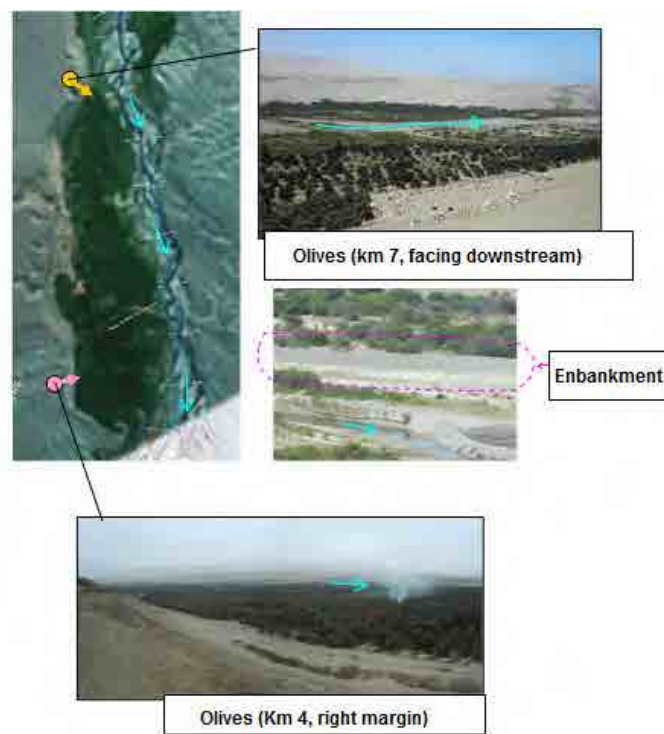 Olives (km 7, facing downstream)
Enbankment
Olives (Km 4, right margin)